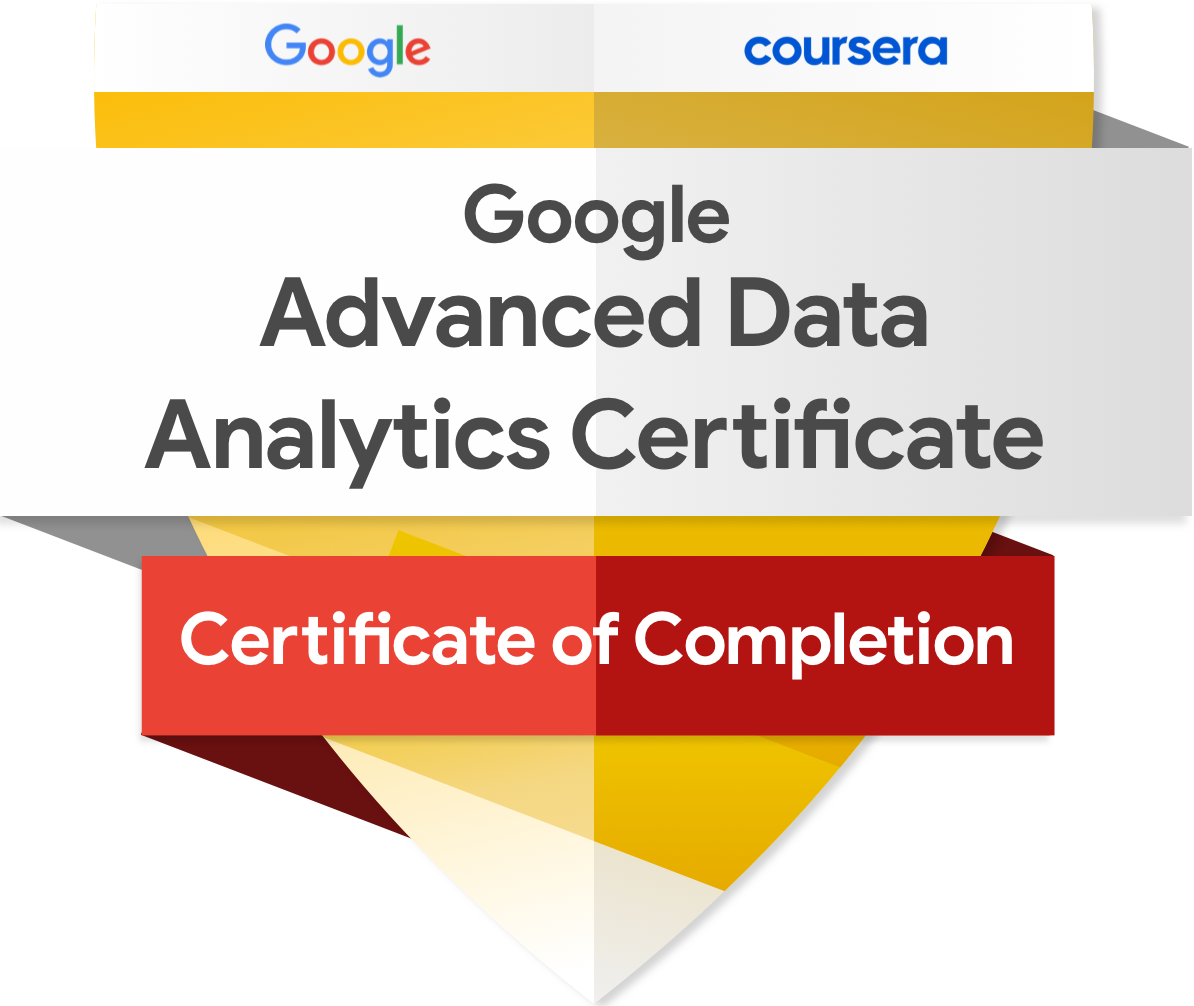 Google
coursera
Google
Advanced Data
Analytics Certificate
Certificate of Completion